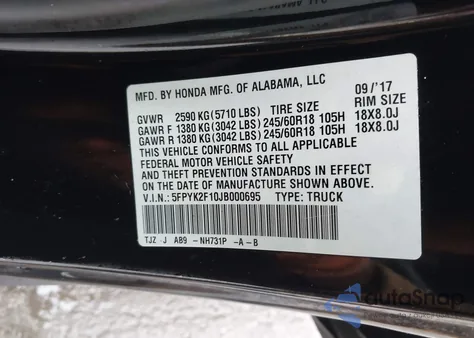 MFD. BY HONDA MFG. OF ALABAMA, LLC 09/'17
GVWR 2590 KG (5710 LBS) TIRE SIZE RIM SIZE
GAWR F 1380 KG (3042 LBS) 245/60R18 105H 18X8.0J
GAWR R 1380 KG (3042 LBS) 245/60R18 105H 18X8.0J
THIS VEHICLE CONFORMS TO ALL APPLICABLE
FEDERAL MOTOR VEHICLE SAFETY
AND THEFT PREVENTION STANDARDS IN EFFECT
ON THE DATE OF MANUFACTURE SHOWN ABOVE.
V.I.N.: 5FPYK2F10JB000695 TYPE: TRUCK
TJZ J AB9 -NH731P -A-B
autoSnap